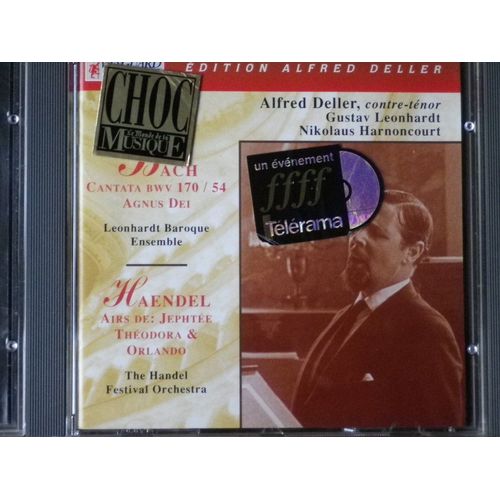 ÉDITION ALFRED DELLER
CHOC
Le Monde de la
MUSIQUE
Alfred Deller, contre-ténor
Gustav Leonhardt
Nikolaus Harnoncourt
un événement
ffff
Télérama
BACH
CANTATA BWV 170 / 54
AGNUS DEI
Leonhardt Baroque
Ensemble
HAENDEL
AIRS DE: JEPHTÉE
THÉODORA &
ORLANDO
The Handel
Festival Orchestra